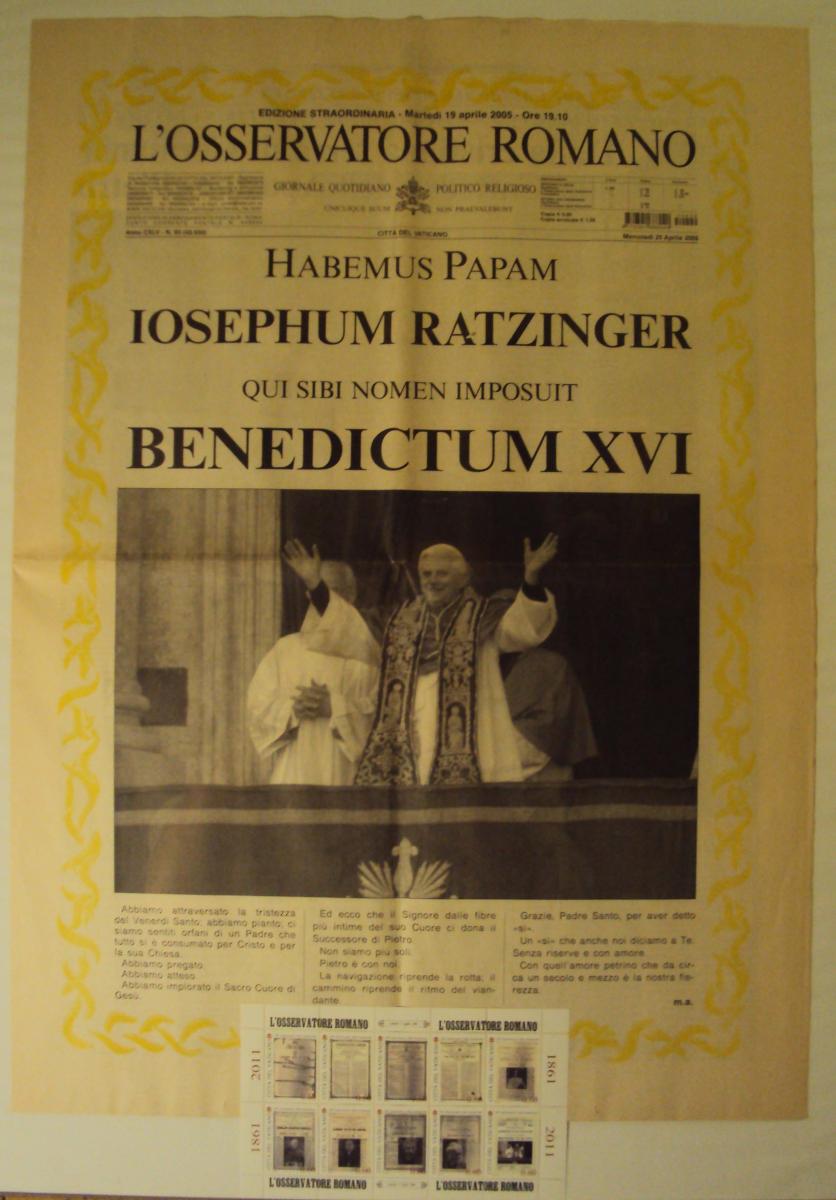 EDIZIONE STRAORDINARIA - Martedì 19 aprile 2005 - Ore 19.10
L'OSSERVATORE ROMANO
GIORNALE QUOTIDIANO POLITICO RELIGIOSO
UNICUIQUE SUUM NON PRAEVALEBUNT
Anno CXLV - N.
CITTÀ DEL VATICANO
Mercoledì 20 Aprile 2005
HABEMUS PAPAM
IOSEPHUM RATZINGER
QUI SIBI NOMEN IMPOSUIT
BENEDICTUM XVI
Abbiamo attraversato la tristezza
del Venerdì Santo; abbiamo pianto; ci
siamo sentiti orfani di un Padre che
tutto si è consumato per Cristo e per
la sua Chiesa.
Abbiamo pregato.
Abbiamo atteso.
Abbiamo implorato il Sacro Cuore di
Gesù.
Ed ecco che il Signore dalle fibre
più intime del suo Cuore ci dona il
Successore di Pietro.
Non siamo più soli.
Pietro è con noi.
La navigazione riprende la rotta; il
cammino riprende il ritmo del vian-
dante.
Grazie, Padre Santo, per aver detto
«sì».
Un «sì» che anche noi diciamo a Te.
Senza riserve e con amore.
Con quell'amore petrino che da cir-
ca un secolo e mezzo è la nostra fie-
rezza.
m.a.
L'OSSERVATORE ROMANO L'OSSERVATORE ROMANO
2011 1861
1861 2011
L'OSSERVATORE ROMANO L'OSSERVATORE ROMANO